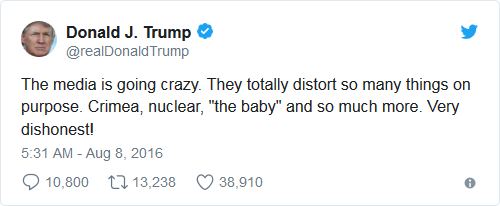 Donald J. Trump
@realDonaldTrump
The media is going crazy. They totally distort so many things on
purpose. Crimea, nuclear, "the baby" and so much more. Very
dishonest!
5:31 AM - Aug 8, 2016
10,800 13,238 38,910